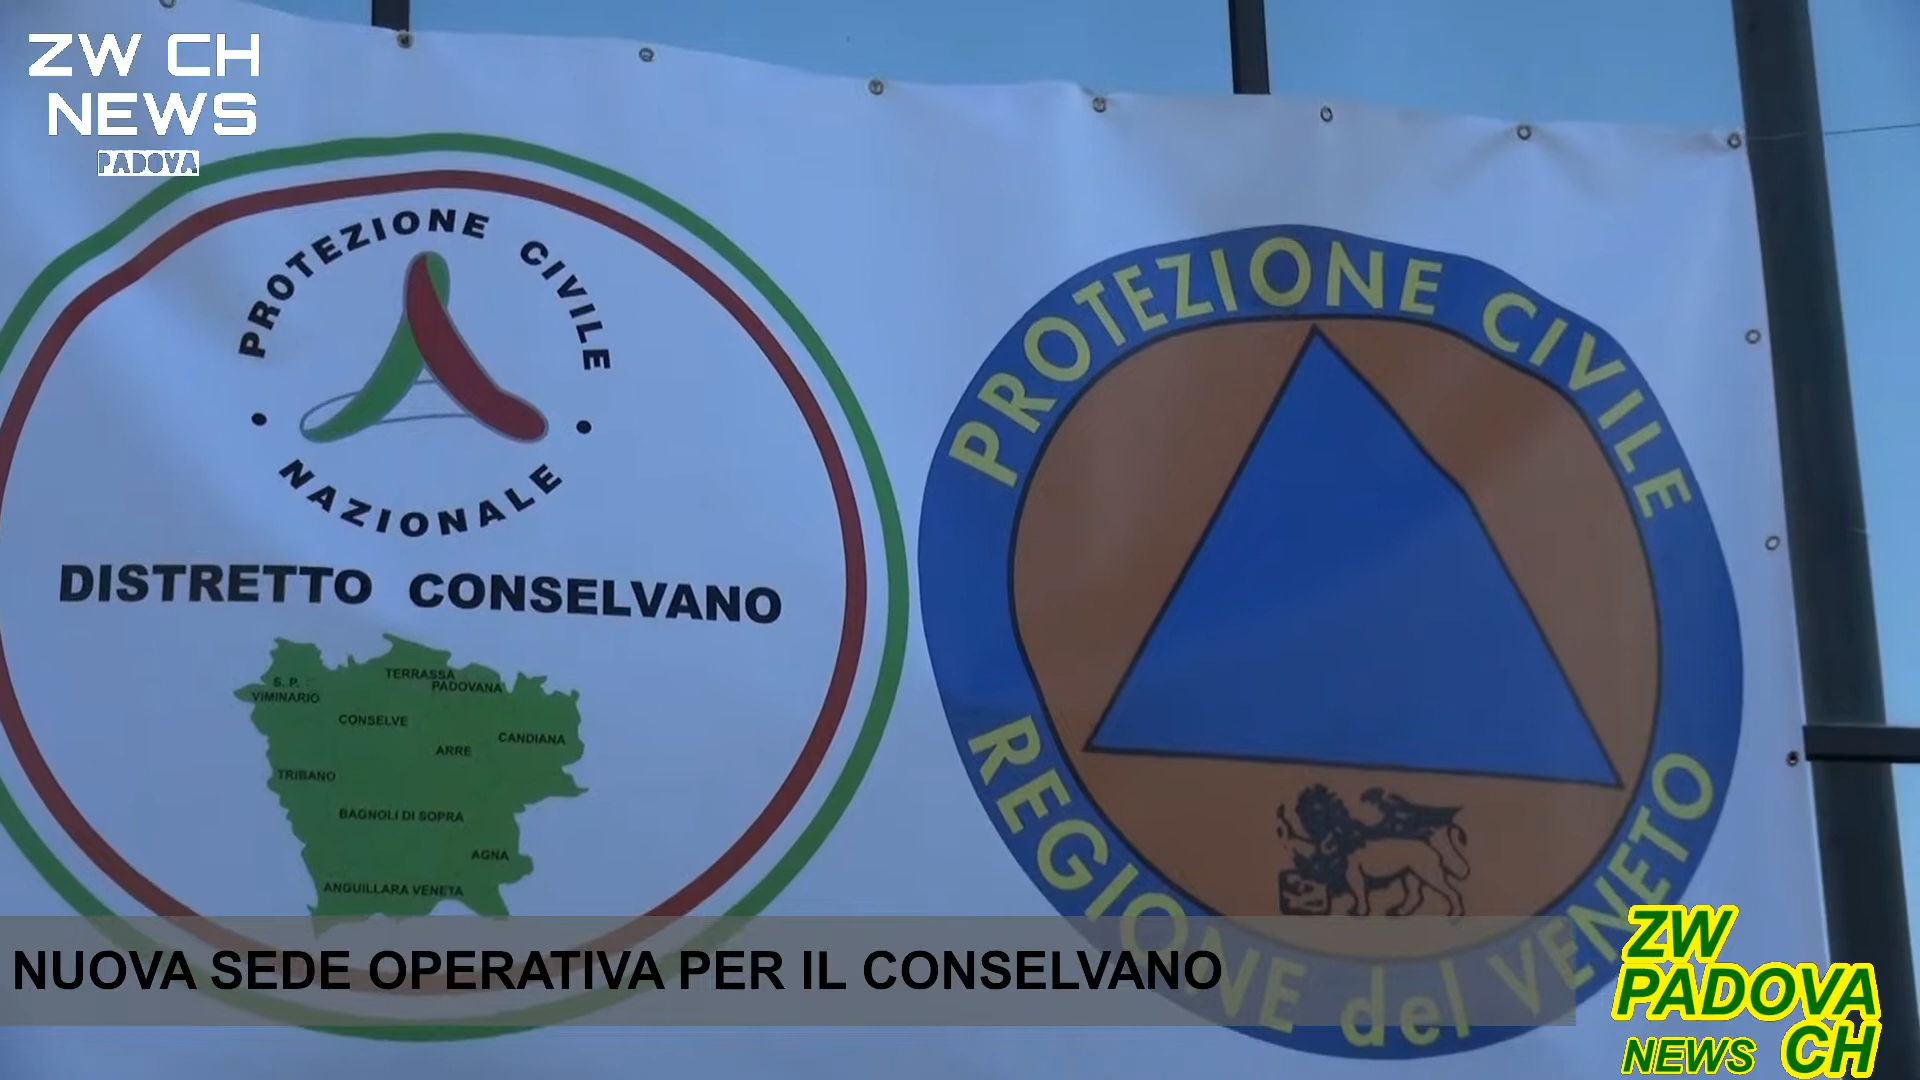 ZW CH
NEWS
PADOVA
PROTEZIONE CIVILE
NAZIONALE
DISTRETTO CONSELVANO
S. P.
VIMINARIO
TERRASSA
PADOVANA
CONSELVE
ARRE
CANDIANA
TRIBANO
BAGNOLI DI SOPRA
AGNA
ANGUILLARA VENETA
PROTEZIONE CIVILE
REGIONE del VENETO
NUOVA SEDE OPERATIVA PER IL CONSELVANO
ZW
PADOVA
NEWS CH